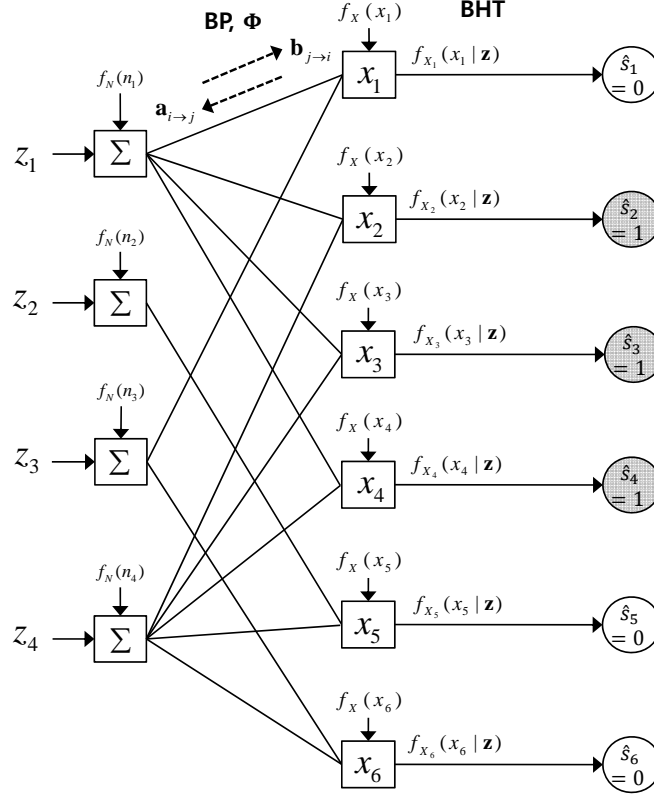 BP, Φ
BHT
f_X(x_1)
b_{j→i}
a_{i→j}
x_1
f_{X_1}(x_1 | z)
ŝ_1
= 0
f_N(n_1)
z_1
Σ
f_X(x_2)
x_2
f_{X_2}(x_2 | z)
ŝ_2
= 1
f_N(n_2)
z_2
Σ
f_X(x_3)
x_3
f_{X_3}(x_3 | z)
ŝ_3
= 1
f_N(n_3)
z_3
Σ
f_X(x_4)
x_4
f_{X_4}(x_4 | z)
ŝ_4
= 1
f_N(n_4)
z_4
Σ
f_X(x_5)
x_5
f_{X_5}(x_5 | z)
ŝ_5
= 0
f_X(x_6)
x_6
f_{X_6}(x_6 | z)
ŝ_6
= 0